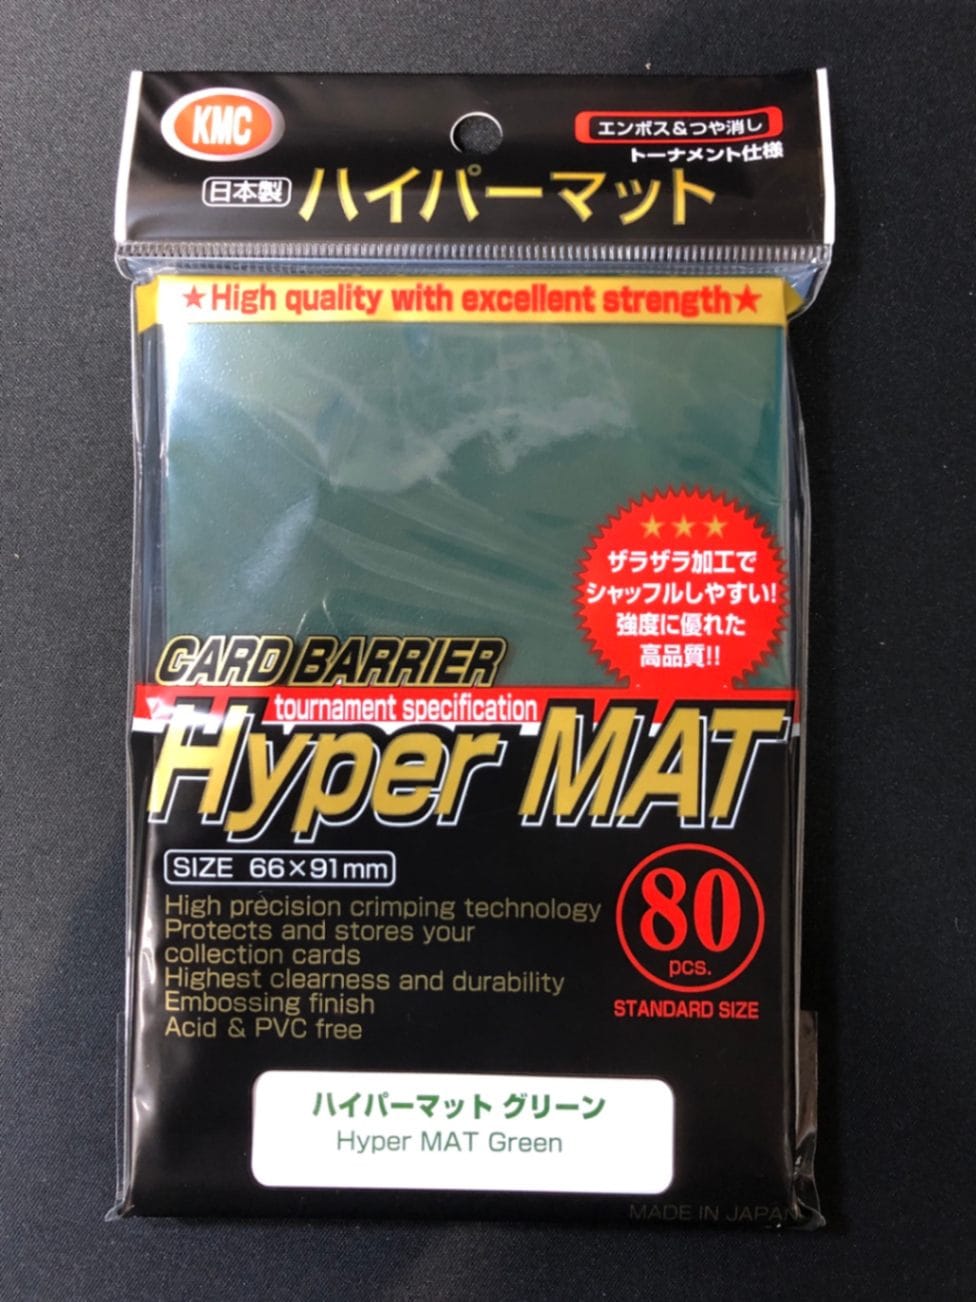 KMC
エンボス&つや消し
トーナメント仕様
日本製 ハイパーマット
★High quality with excellent strength★
★★★
ザラザラ加工で
シャッフルしやすい!
強度に優れた
高品質!!
CARD BARRIER
tournament specification
Hyper MAT
SIZE 66×91mm
High precision crimping technology
Protects and stores your
collection cards
Highest clearness and durability
Embossing finish
Acid & PVC free
80
pcs.
STANDARD SIZE
ハイパーマット グリーン
Hyper MAT Green
MADE IN JAPAN